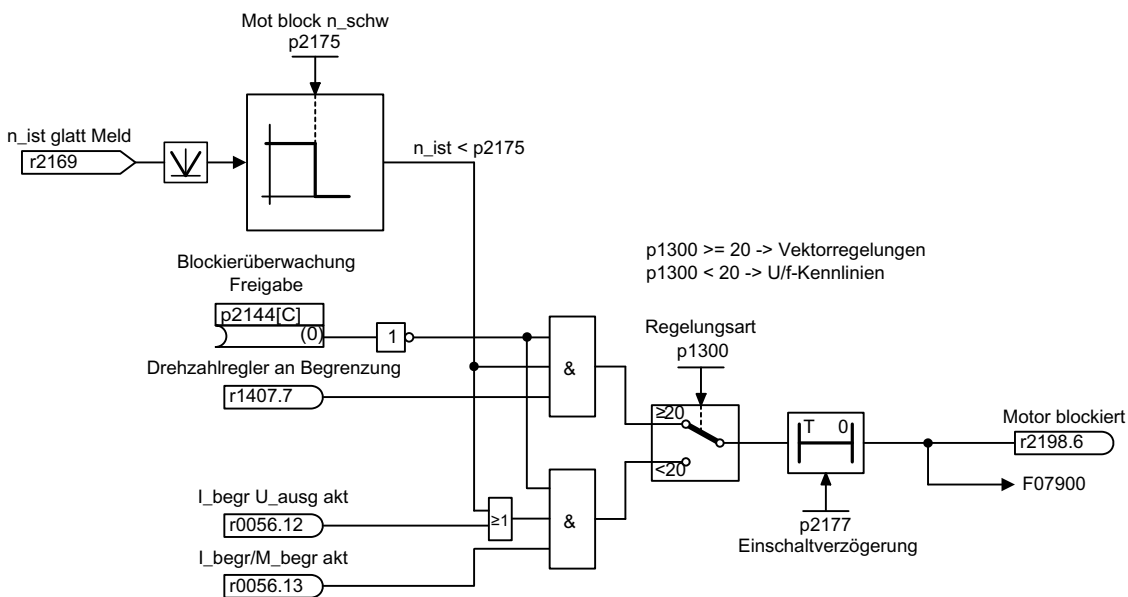 Mot block n_schw
p2175
n_ist glatt Meld
r2169
n_ist < p2175
p1300 >= 20 -> Vektorregelungen
p1300 < 20 -> U/f-Kennlinien
Blockierüberwachung
Freigabe
p2144[C]
(0)
1
Drehzahlregler an Begrenzung
r1407.7
&
Regelungsart
p1300
≥20
<20
T 0
Motor blockiert
r2198.6
F07900
p2177
Einschaltverzögerung
I_begr U_ausg akt
r0056.12
≥1
&
I_begr/M_begr akt
r0056.13